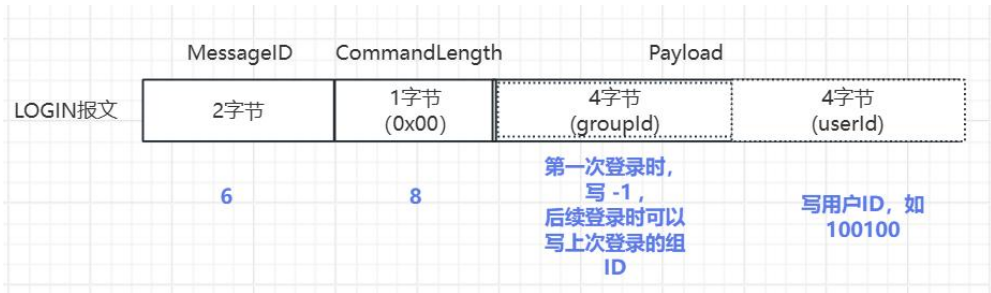 MessageID CommandLength Payload
LOGIN报文
2字节
1字节
(0x00)
4字节
(groupId)
4字节
(userId)
6
8
第一次登录时，
写 -1 ，
后续登录时可以
写上次登录的组
ID
写用户ID，如
100100